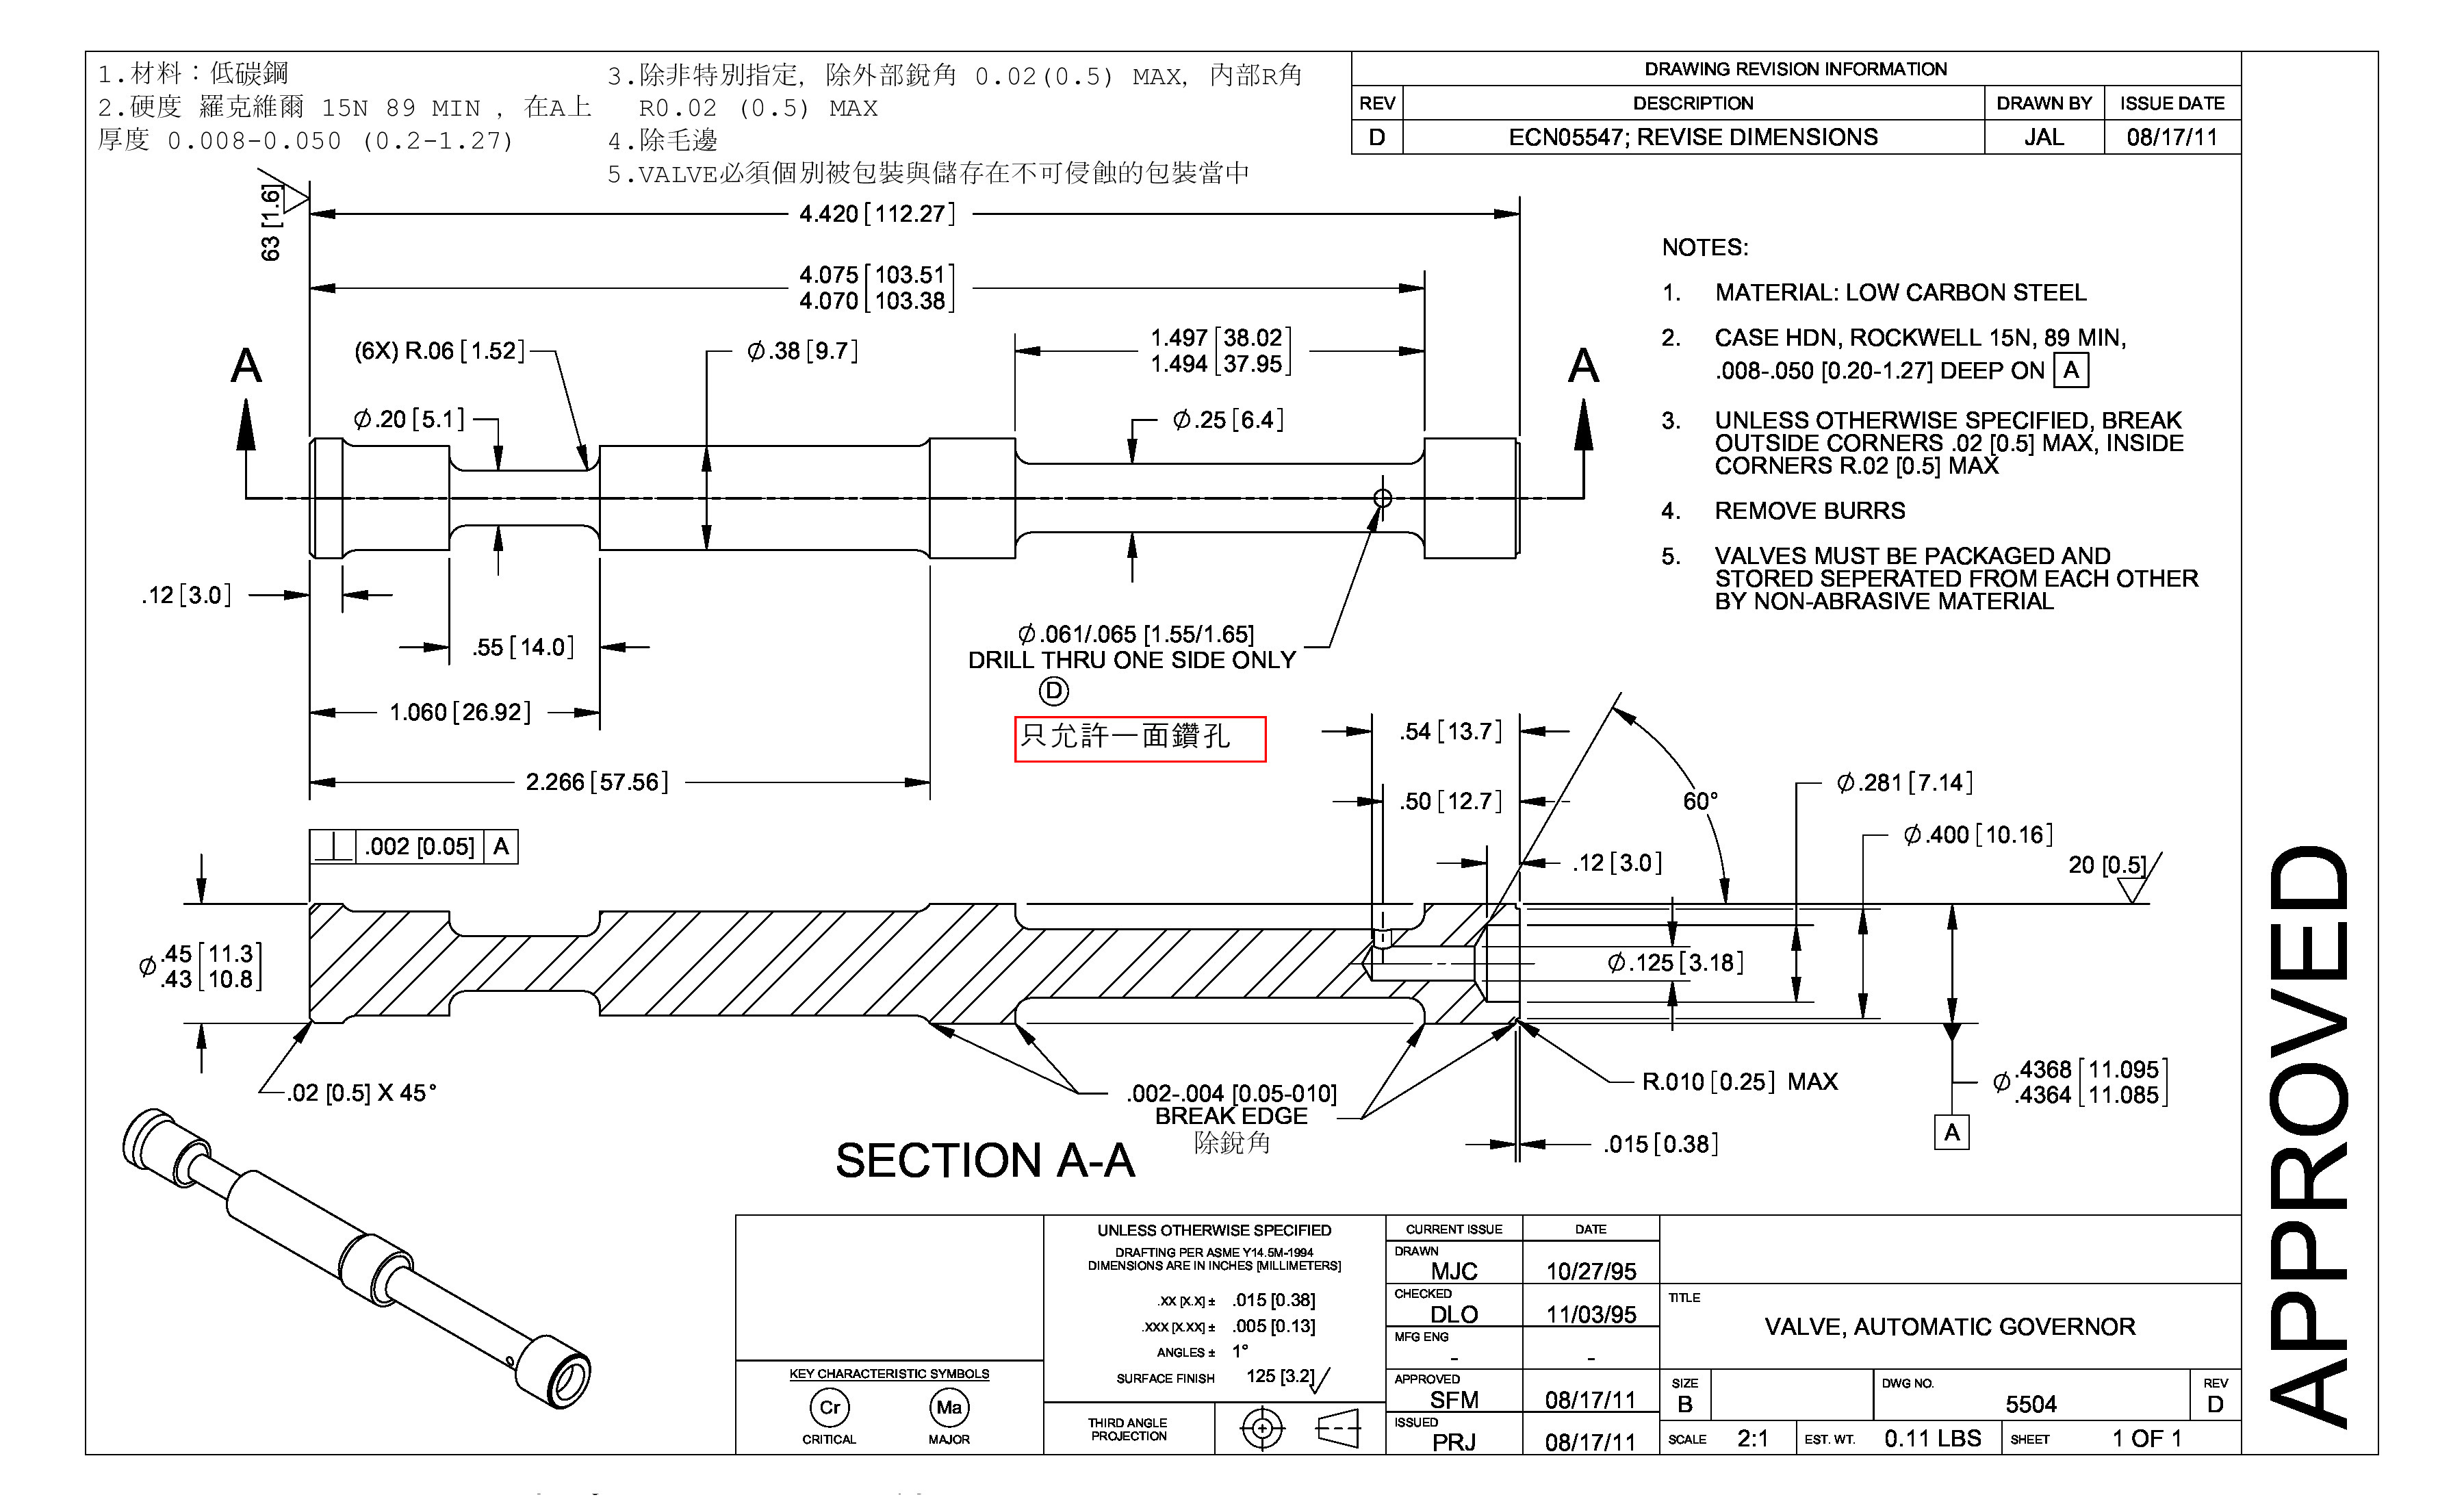 1.材料：低碳鋼
2.硬度 羅克維爾 15N 89 MIN , 在A上
厚度 0.008-0.050 (0.2-1.27)
3.除非特別指定, 除外部銳角 0.02(0.5) MAX, 內部R角
R0.02 (0.5) MAX
4.除毛邊
5.VALVE必須個別被包裝與儲存在不可侵蝕的包裝當中
DRAWING REVISION INFORMATION
REV DESCRIPTION DRAWN BY ISSUE DATE
D ECN05547; REVISE DIMENSIONS JAL 08/17/11
63 [1.6]
4.420 [112.27]
4.075 [103.51]
4.070 [103.38]
1.497 [38.02]
1.494 [37.95]
(6X) R.06 [1.52]
Ø.38 [9.7]
A
A
Ø.20 [5.1]
Ø.25 [6.4]
.12 [3.0]
.55 [14.0]
Ø.061/.065 [1.55/1.65]
DRILL THRU ONE SIDE ONLY
D
只允許一面鑽孔
1.060 [26.92]
2.266 [57.56]
NOTES:
1. MATERIAL: LOW CARBON STEEL
2. CASE HDN, ROCKWELL 15N, 89 MIN,
.008-.050 [0.20-1.27] DEEP ON A
3. UNLESS OTHERWISE SPECIFIED, BREAK
OUTSIDE CORNERS .02 [0.5] MAX, INSIDE
CORNERS R.02 [0.5] MAX
4. REMOVE BURRS
5. VALVES MUST BE PACKAGED AND
STORED SEPERATED FROM EACH OTHER
BY NON-ABRASIVE MATERIAL
.54 [13.7]
.50 [12.7]
60°
Ø.281 [7.14]
Ø.400 [10.16]
.12 [3.0]
20 [0.5]
⊥ .002 [0.05] A
Ø.45 [11.3]
.43 [10.8]
Ø.125 [3.18]
.02 [0.5] X 45°
.002-.004 [0.05-010]
BREAK EDGE
除銳角
R.010 [0.25] MAX
Ø.4368 [11.095]
.4364 [11.085]
A
.015 [0.38]
SECTION A-A
APPROVED
KEY CHARACTERISTIC SYMBOLS
Cr Ma
CRITICAL MAJOR
UNLESS OTHERWISE SPECIFIED
DRAFTING PER ASME Y14.5M-1994
DIMENSIONS ARE IN INCHES [MILLIMETERS]
.XX [X.X] ± .015 [0.38]
.XXX [X.XX] ± .005 [0.13]
ANGLES ± 1°
SURFACE FINISH 125 [3.2]
THIRD ANGLE
PROJECTION
CURRENT ISSUE DATE
DRAWN
MJC 10/27/95
CHECKED
DLO 11/03/95
MFG ENG
- -
APPROVED
SFM 08/17/11
ISSUED
PRJ 08/17/11
TITLE
VALVE, AUTOMATIC GOVERNOR
SIZE
B
DWG NO.
5504
REV
D
SCALE 2:1 EST. WT. 0.11 LBS SHEET 1 OF 1